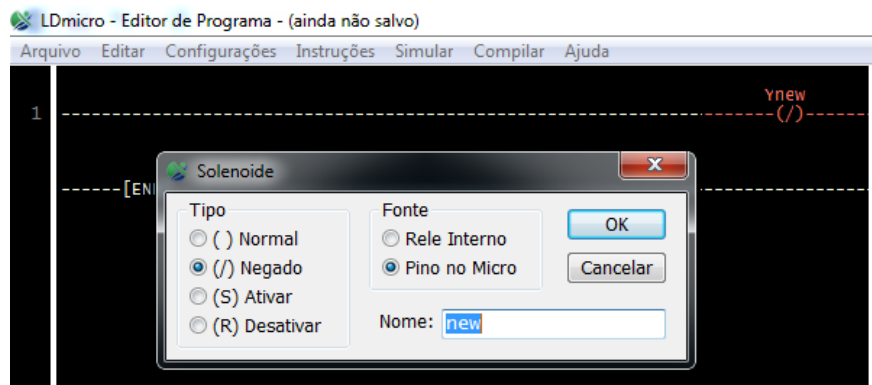 LDmicro - Editor de Programa - (ainda não salvo)
Arquivo Editar Configurações Instruções Simular Compilar Ajuda
Ynew
1 (/)
Solenoide
[EN
Tipo
( ) Normal
(/) Negado
(S) Ativar
(R) Desativar
Fonte
Rele Interno
Pino no Micro
Nome: new
OK
Cancelar